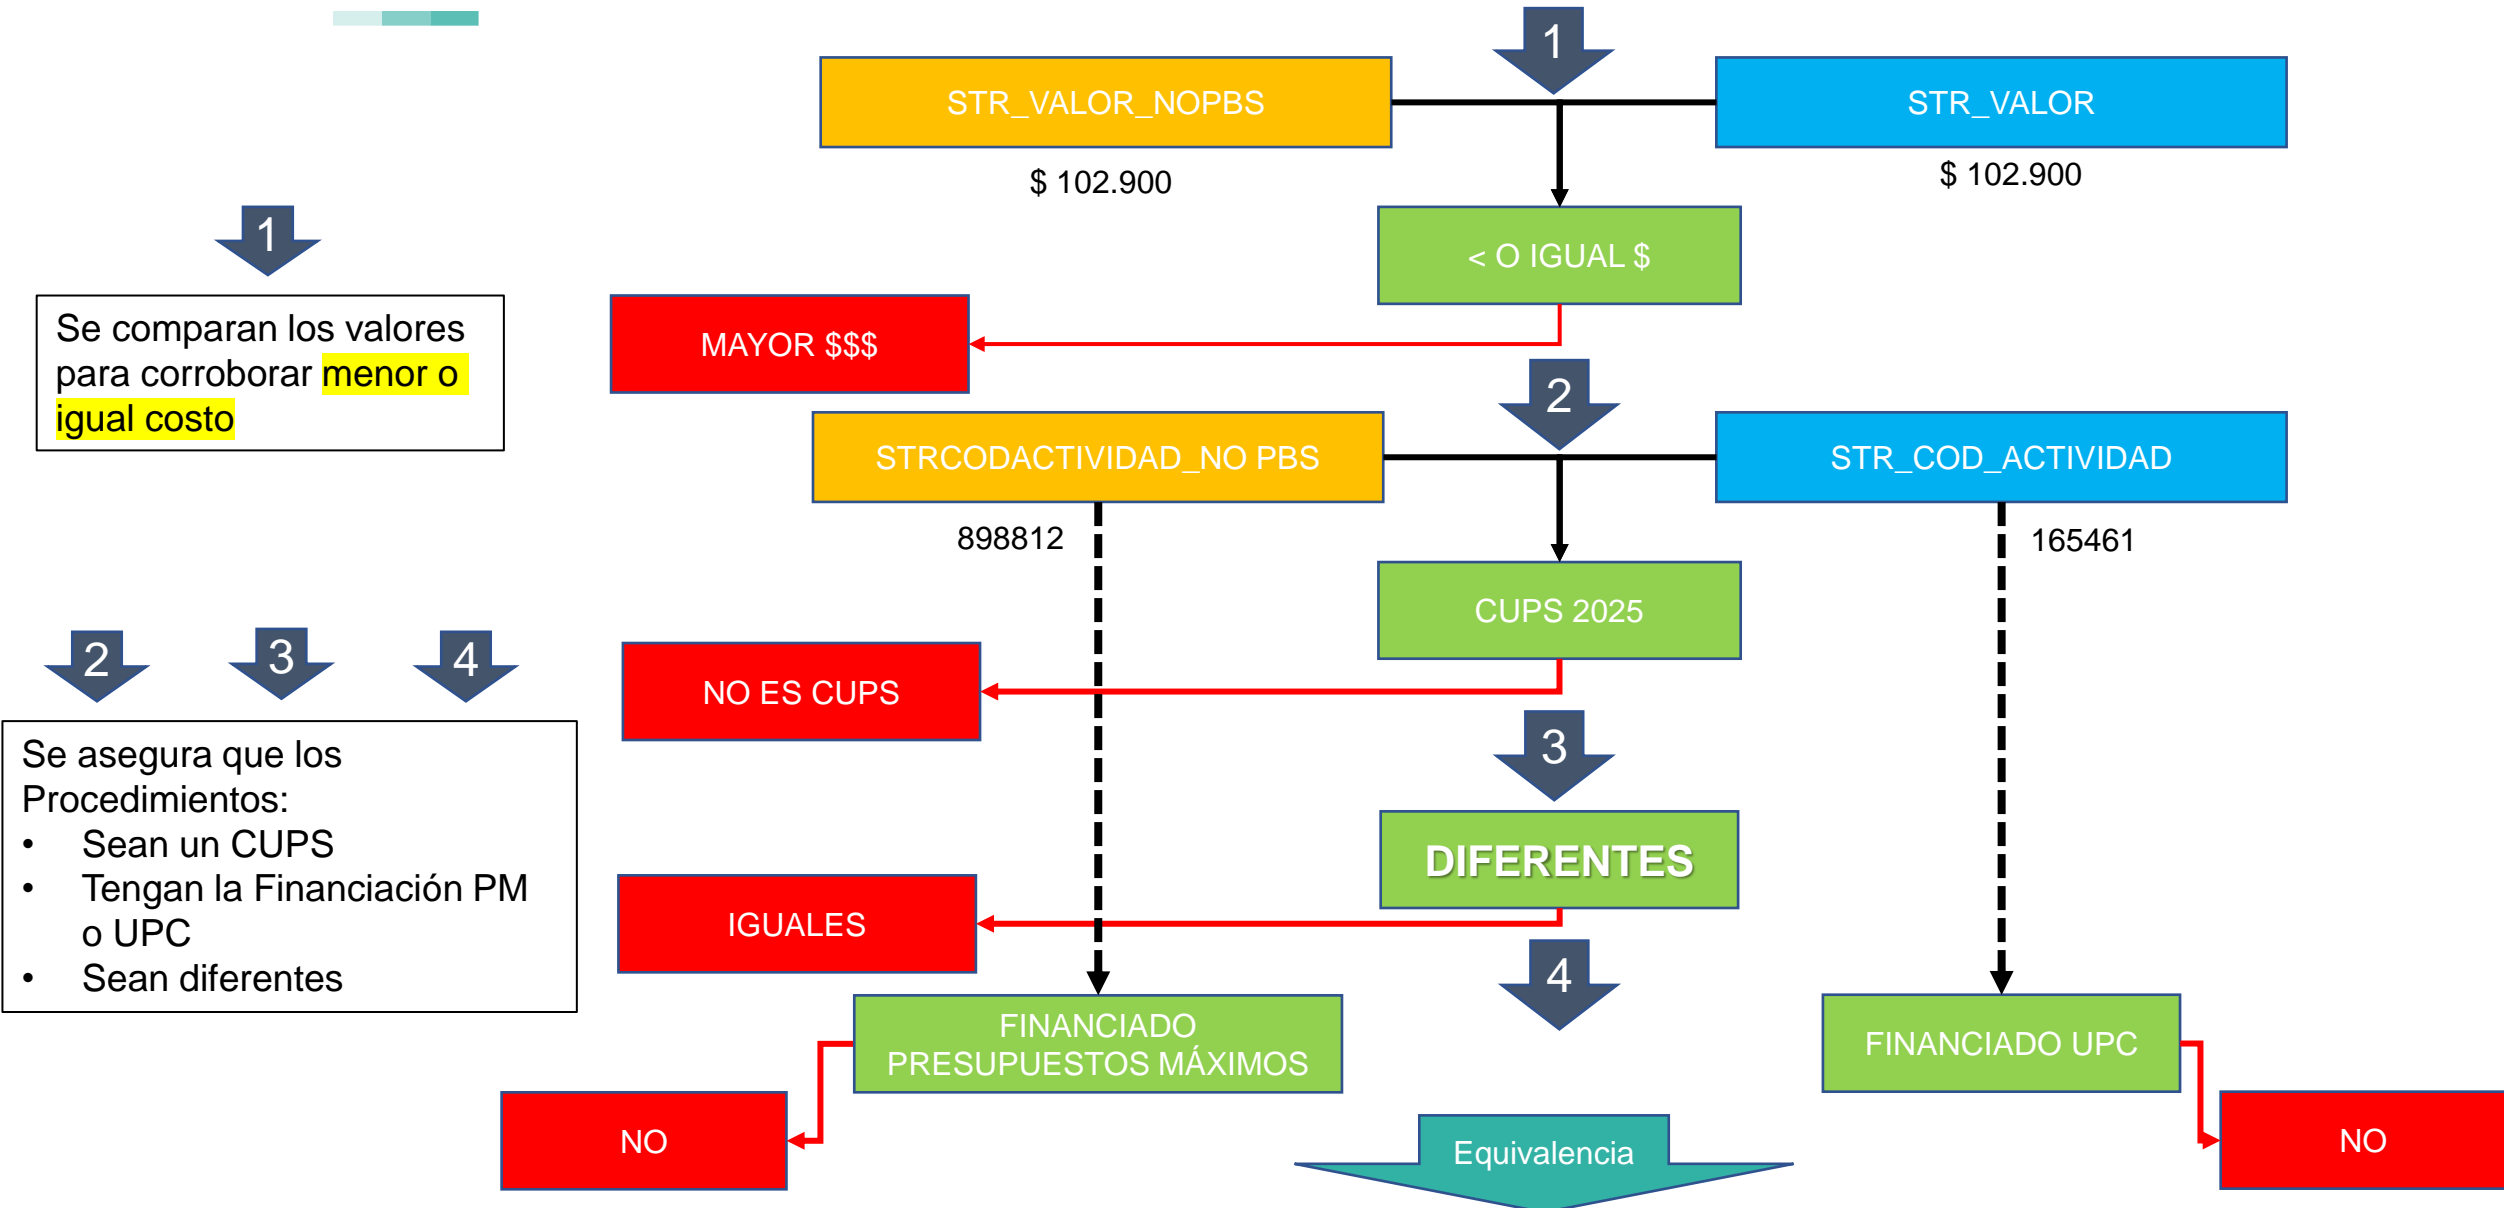 1
STR_VALOR_NOPBS
STR_VALOR
$ 102.900
$ 102.900
1
< O IGUAL $
Se comparan los valores
para corroborar menor o
igual costo
MAYOR $$$
2
STRCODACTIVIDAD_NO PBS
STR_COD_ACTIVIDAD
898812
165461
CUPS 2025
2
3
4
NO ES CUPS
3
Se asegura que los
Procedimientos:
• Sean un CUPS
• Tengan la Financiación PM
o UPC
• Sean diferentes
DIFERENTES
IGUALES
4
FINANCIADO
PRESUPUESTOS MÁXIMOS
FINANCIADO UPC
NO
Equivalencia
NO